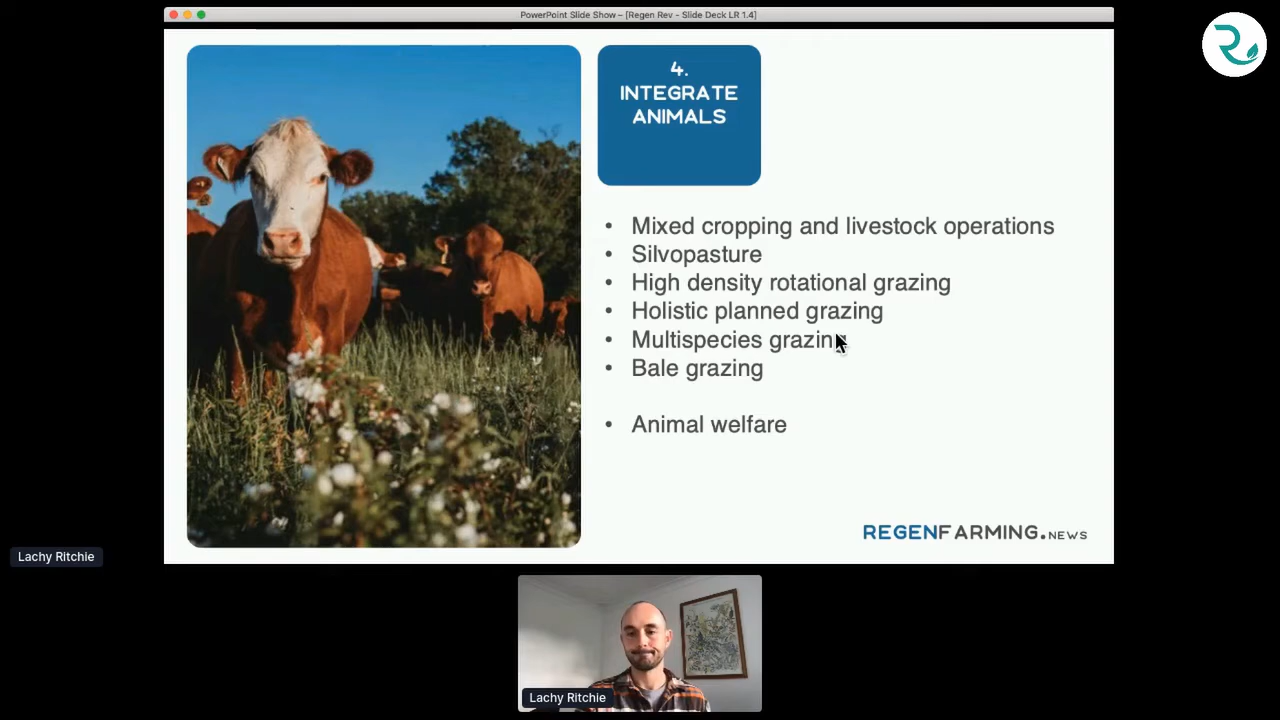 PowerPoint Slide Show – [Regen Rev - Slide Deck LR 1.4]
4.
INTEGRATE
ANIMALS
• Mixed cropping and livestock operations
• Silvopasture
• High density rotational grazing
• Holistic planned grazing
• Multispecies grazing
• Bale grazing
• Animal welfare
REGENFARMING.NEWS
Lachy Ritchie
Lachy Ritchie